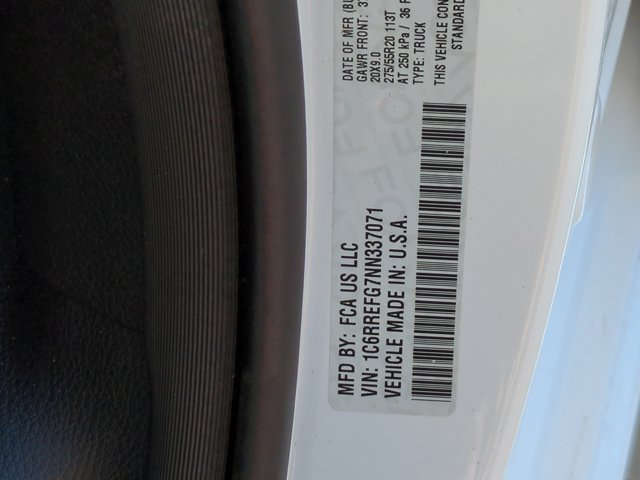 MFD BY: FCA US LLC
VIN: 1C6RREFG7NN337071
VEHICLE MADE IN: U.S.A.
DATE OF MFR
GAWR FRONT:
20X9.0
275/55R20 113T
AT 250 kPa / 36
TYPE: TRUCK
THIS VEHICLE
STANDARD